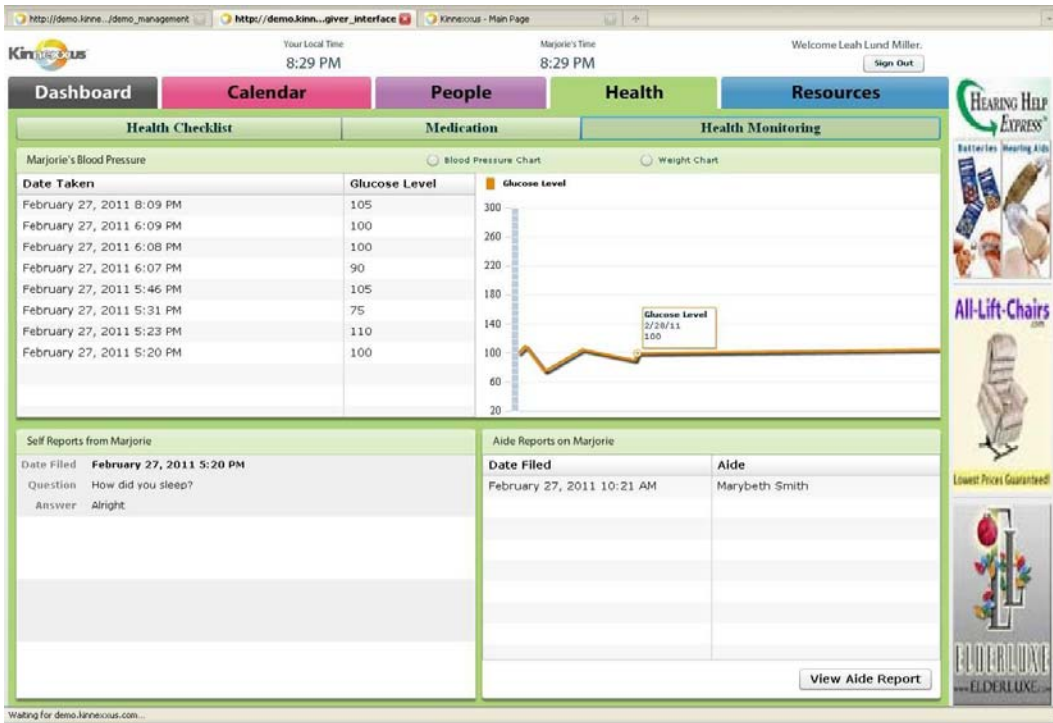 http://demo.kinne.../demo_management
http://demo.kinn...giver_interface
Kinnexxus - Main Page
Kinnexxus
Your Local Time
8:29 PM
Marjorie's Time
8:29 PM
Welcome Leah Lund Miller.
Sign Out
Dashboard
Calendar
People
Health
Resources
Health Checklist
Medication
Health Monitoring
Marjorie's Blood Pressure
Blood Pressure Chart
Weight Chart
Date Taken Glucose Level
February 27, 2011 8:09 PM 105
February 27, 2011 6:09 PM 100
February 27, 2011 6:08 PM 100
February 27, 2011 6:07 PM 90
February 27, 2011 5:46 PM 105
February 27, 2011 5:31 PM 75
February 27, 2011 5:23 PM 110
February 27, 2011 5:20 PM 100
Glucose Level
300
260
220
180
140
100
60
20
Glucose Level
2/28/11
100
Self Reports from Marjorie
Date Filed February 27, 2011 5:20 PM
Question How did you sleep?
Answer Alright
Aide Reports on Marjorie
Date Filed Aide
February 27, 2011 10:21 AM Marybeth Smith
View Aide Report
HEARING HELP
EXPRESS
Batteries Hearing Aids
All-Lift-Chairs
.com
Lowest Prices Guaranteed!
ELDERLUXE
www.ELDERLUXE
Waiting for demo.kinnexxus.com...